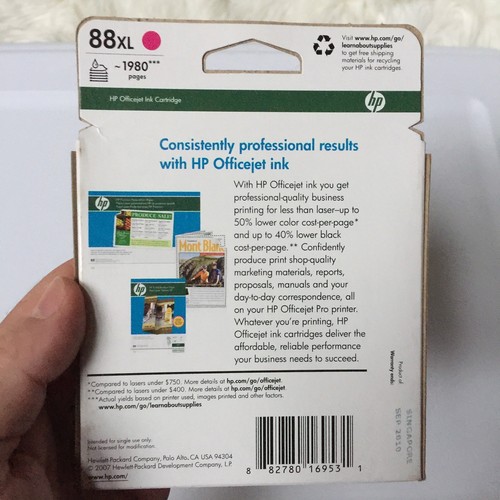 88XL
~1980***
pages
Visit www.hp.com/go/
learnaboutsupplies
to get free shipping
materials for recycling
your HP ink cartridges.
HP Officejet Ink Cartridge
hp
Consistently professional results
with HP Officejet ink
With HP Officejet ink you get
professional-quality business
printing for less than laser–up to
50% lower color cost-per-page*
and up to 40% lower black
cost-per-page.** Confidently
produce print shop-quality
marketing materials, reports,
proposals, manuals and your
day-to-day correspondence, all
on your HP Officejet Pro printer.
Whatever you're printing, HP
Officejet ink cartridges deliver the
affordable, reliable performance
your business needs to succeed.
hp
PRODUCE SALE!
Mont Blanc
*Compared to lasers under $750. More details at hp.com/go/officejet
**Compared to lasers under $400. More details at hp.com/go/officejet
***Actual yields based on printer used, images printed and other factors.
www.hp.com/go/learnaboutsupplies
Intended for single use only.
Not licensed for modification.
Hewlett-Packard Company, Palo Alto, CA USA 94304
© 2007 Hewlett-Packard Development Company, L.P.
www.hp.com
8 82780 16953 1
Product of
Warranty ends:
SINGAPORE
SEP 2010